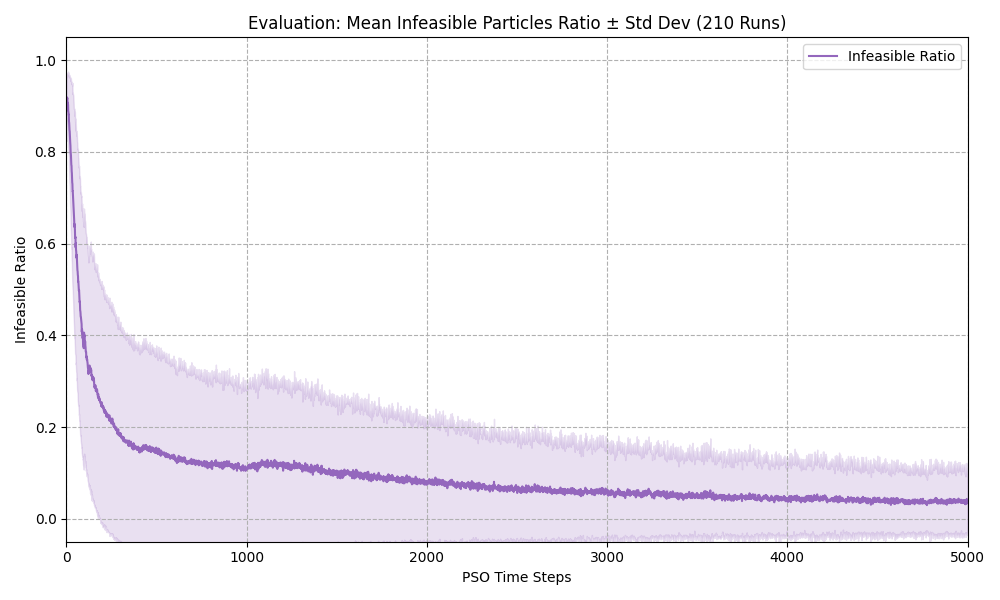 Evaluation: Mean Infeasible Particles Ratio ± Std Dev (210 Runs)
Infeasible Ratio
1.0
0.8
0.6
0.4
0.2
0.0
Infeasible Ratio
0 1000 2000 3000 4000 5000
PSO Time Steps